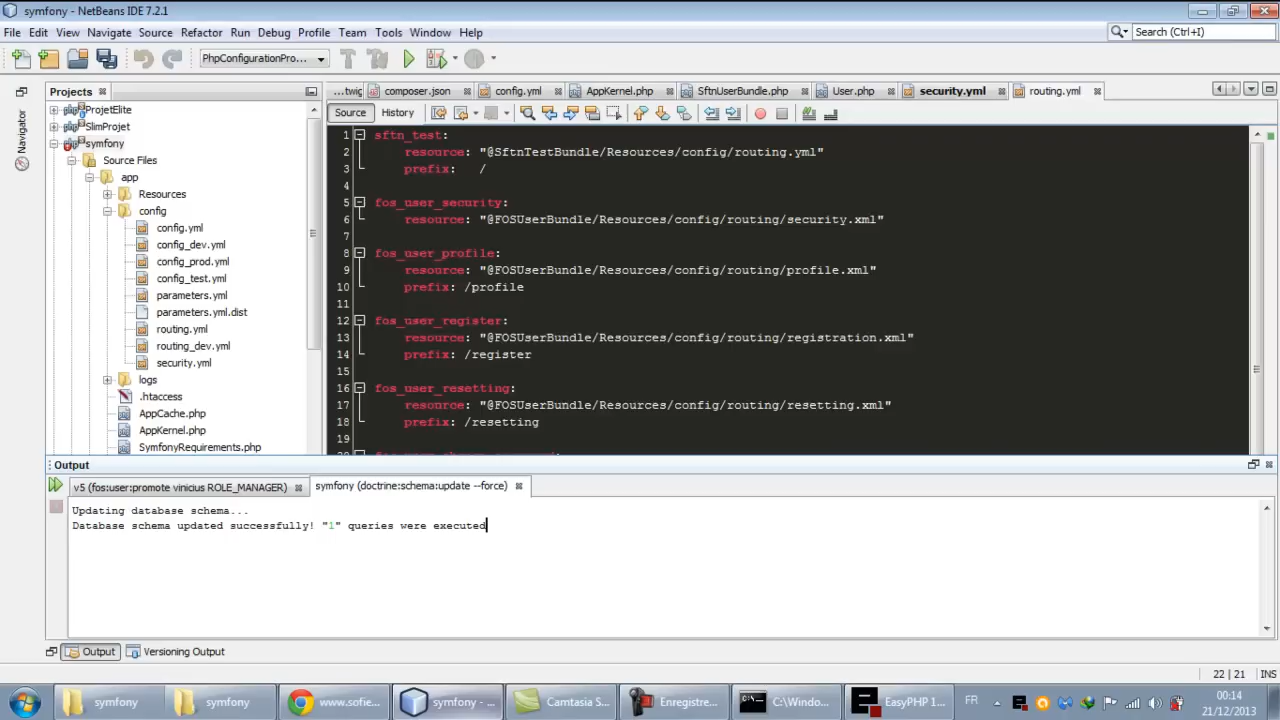 symfony - NetBeans IDE 7.2.1
File Edit View Navigate Source Refactor Run Debug Profile Team Tools Window Help
Search (Ctrl+I)
PhpConfigurationPro...
Projects
...twig composer.json config.yml AppKernel.php SftnUserBundle.php User.php security.yml routing.yml
Navigator
Source History
ProjetElite
SlimProjet
symfony
Source Files
app
Resources
config
config.yml
config_dev.yml
config_prod.yml
config_test.yml
parameters.yml
parameters.yml.dist
routing.yml
routing_dev.yml
security.yml
logs
.htaccess
AppCache.php
AppKernel.php
SymfonyRequirements.php
1 sftn_test:
2 resource: "@SftnTestBundle/Resources/config/routing.yml"
3 prefix: /
4
5 fos_user_security:
6 resource: "@FOSUserBundle/Resources/config/routing/security.xml"
7
8 fos_user_profile:
9 resource: "@FOSUserBundle/Resources/config/routing/profile.xml"
10 prefix: /profile
11
12 fos_user_register:
13 resource: "@FOSUserBundle/Resources/config/routing/registration.xml"
14 prefix: /register
15
16 fos_user_resetting:
17 resource: "@FOSUserBundle/Resources/config/routing/resetting.xml"
18 prefix: /resetting
19
Output
v5 (fos:user:promote vinicius ROLE_MANAGER) symfony (doctrine:schema:update --force)
Updating database schema...
Database schema updated successfully! "1" queries were executed
Output Versioning Output
22 | 21 INS
symfony symfony www.sofie... symfony - ... Camtasia S... Enregistre... C:\Windo... EasyPHP 1... FR
00:14
21/12/2013